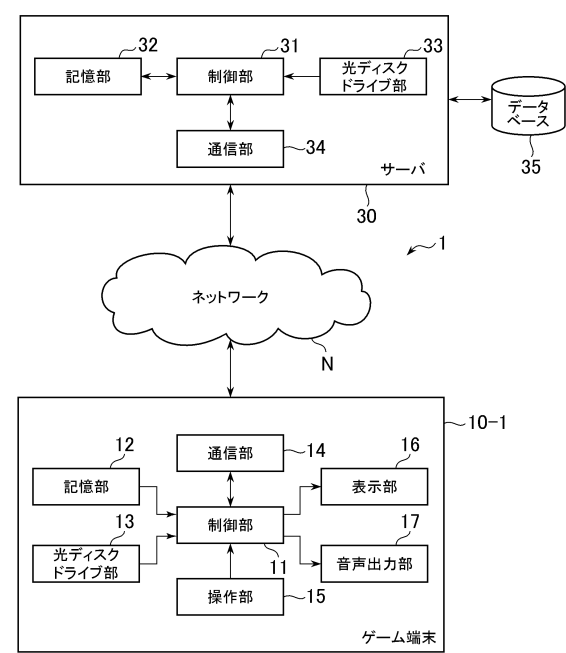 32
31
33
記憶部
制御部
光ディスク
ドライブ部
データ
ベース
通信部
34
35
サーバ
30
1
ネットワーク
N
10-1
12
通信部
14
16
記憶部
表示部
13
制御部
17
光ディスク
ドライブ部
11
音声出力部
操作部
15
ゲーム端末